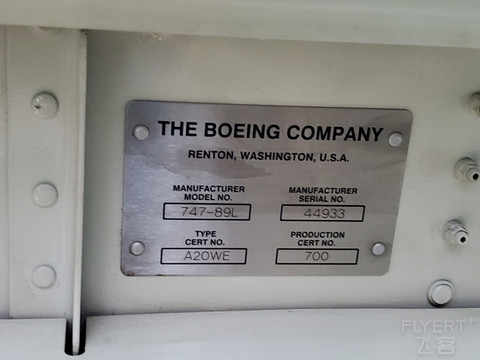 THE BOEING COMPANY
RENTON, WASHINGTON, U.S.A.
MANUFACTURER MODEL NO.
747-89L
MANUFACTURER SERIAL NO.
44933
TYPE CERT NO.
A20WE
PRODUCTION CERT NO.
700
FLYERT+
飞客